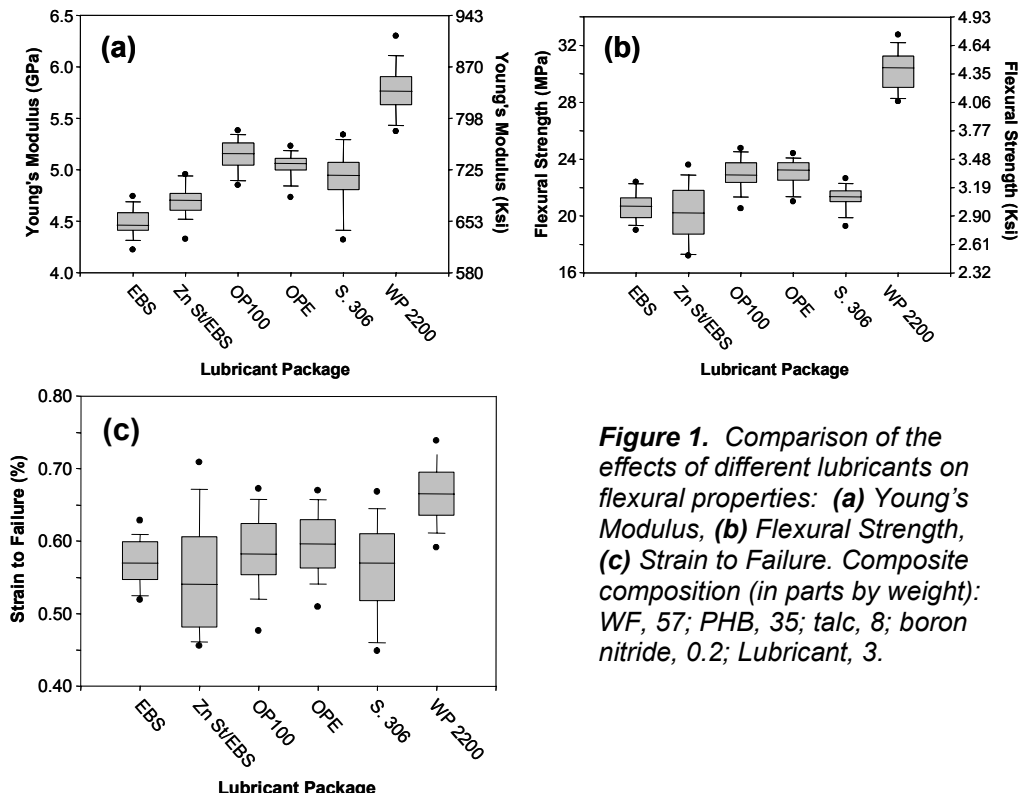 (a)
Young's Modulus (GPa)
6.5
6.0
5.5
5.0
4.5
4.0
943
870
798
725
653
580
Young's Modulus
(Ksi)
EBS
Zn St/EBS
OP100
OPE
S. 306
WP 2200
Lubricant Package
(b)
Flexural Strength (MPa)
32
30
26
23
20
16
4.93
4.64
4.35
4.06
3.77
3.48
3.19
2.90
2.61
2.32
Flexural Strength
(Ksi)
EBS
Zn St/EBS
OP100
OPE
S. 306
WP 2200
Lubricant Package
(c)
Strain to Failure (%)
0.80
0.70
0.60
0.50
0.40
EBS
Zn St/EBS
OP100
OPE
S. 306
WP 2200
Lubricant Package
Figure 1. Comparison of the
effects of different lubricants on
flexural properties: (a) Young's
Modulus, (b) Flexural Strength,
(c) Strain to Failure. Composite
composition (in parts by weight):
WF, 57; PHB, 35; talc, 8; boron
nitride, 0.2; Lubricant, 3.